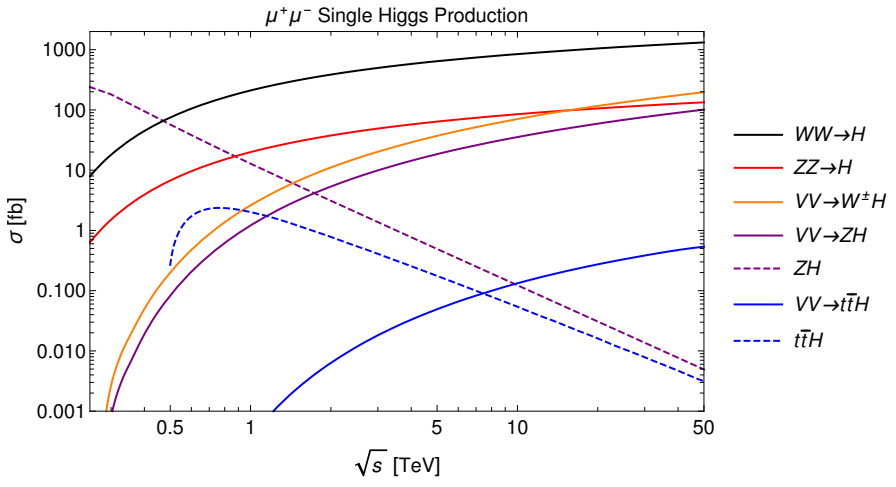 μ⁺μ⁻ Single Higgs Production
1000
100
10
1
0.100
0.010
0.001
σ [fb]
0.5 1 5 10 50
√s [TeV]
WW→H
ZZ→H
VV→W±H
VV→ZH
ZH
VV→tt̄H
tt̄H